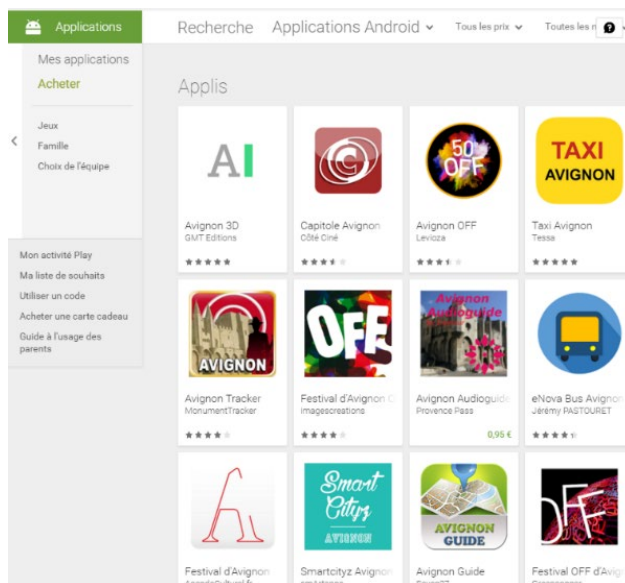 Applications
Recherche
Applications Android
Tous les prix
Toutes les
Mes applications
Acheter
Jeux
Famille
Choix de l'équipe
Mon activité Play
Ma liste de souhaits
Utiliser un code
Acheter une carte cadeau
Guide à l'usage des
parents
Applis
AI
Avignon 3D
GMT Editions
C
Capitole Avignon
Côté Ciné
50
OFF
Avignon OFF
Levioza
TAXI
AVIGNON
Taxi Avignon
Tessa
AVIGNON
Avignon Tracker
MonumentTracker
OFF
Festival d'Avignon
Imagescreations
Avignon
Audioguide
Avignon Audioguide
Provence Pass
0,95 €
eNova Bus Avignon
Jérémy PASTOURET
A
Festival d'Avignon
Smart
Cityz
AVIGNON
Smartcityz Avignon
AVIGNON
GUIDE
Avignon Guide
OFF
Festival OFF d'Avig